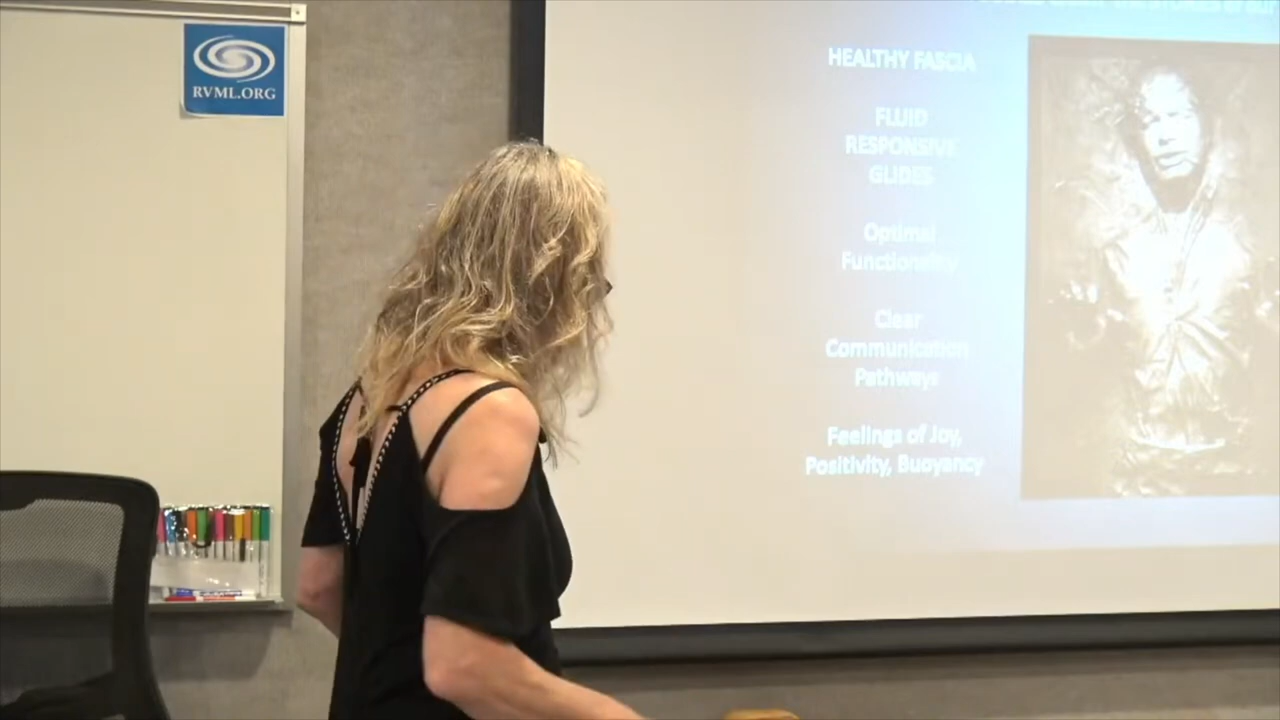 RVML.ORG
HEALTHY FASCIA
FLUID
RESPONSIVE
GLIDES
Optimal
Functionality
Clear
Communication
Pathways
Feelings of Joy,
Positivity, Buoyancy